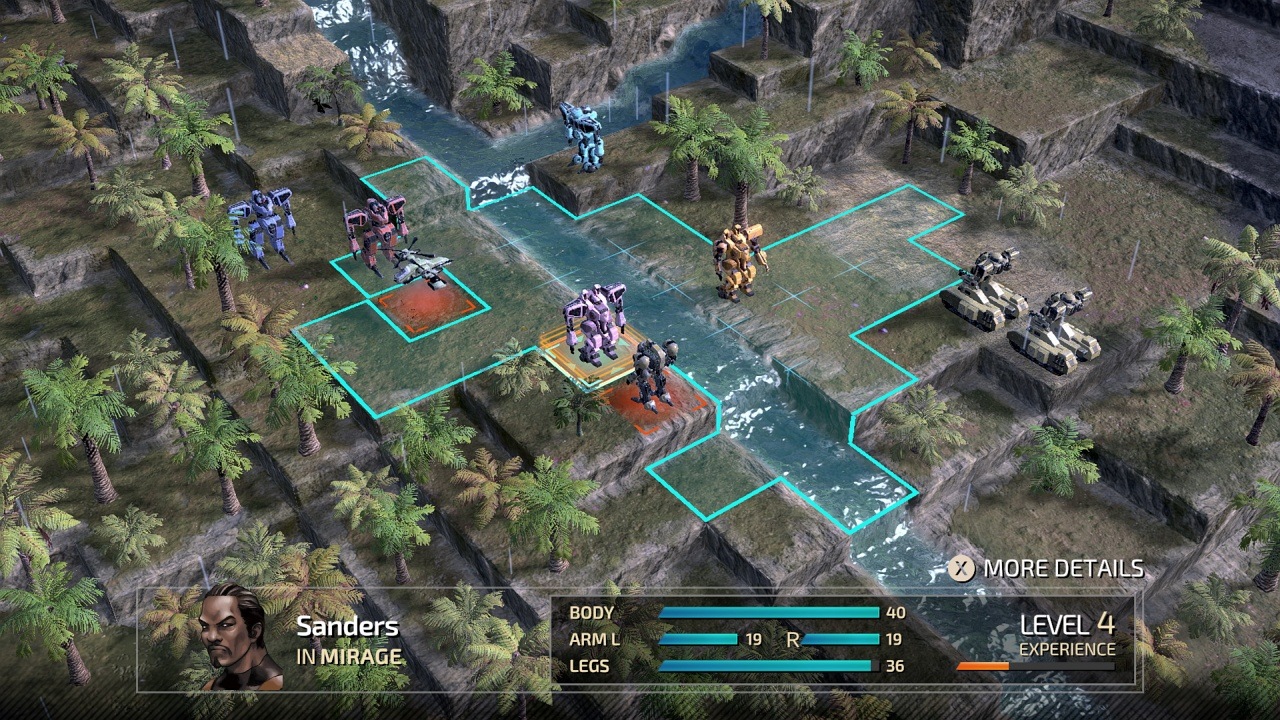 X MORE DETAILS
Sanders
IN MIRAGE
BODY 40
ARM L 19 R 19
LEGS 36
LEVEL 4
EXPERIENCE